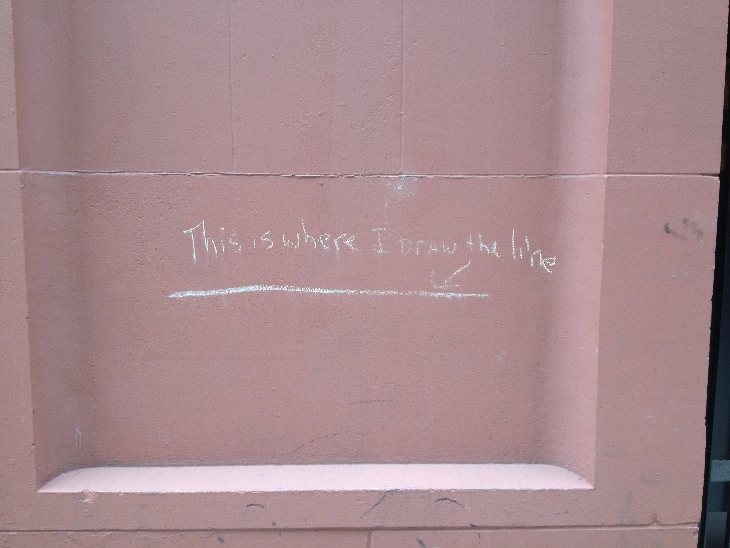 This is where I DRAW the line